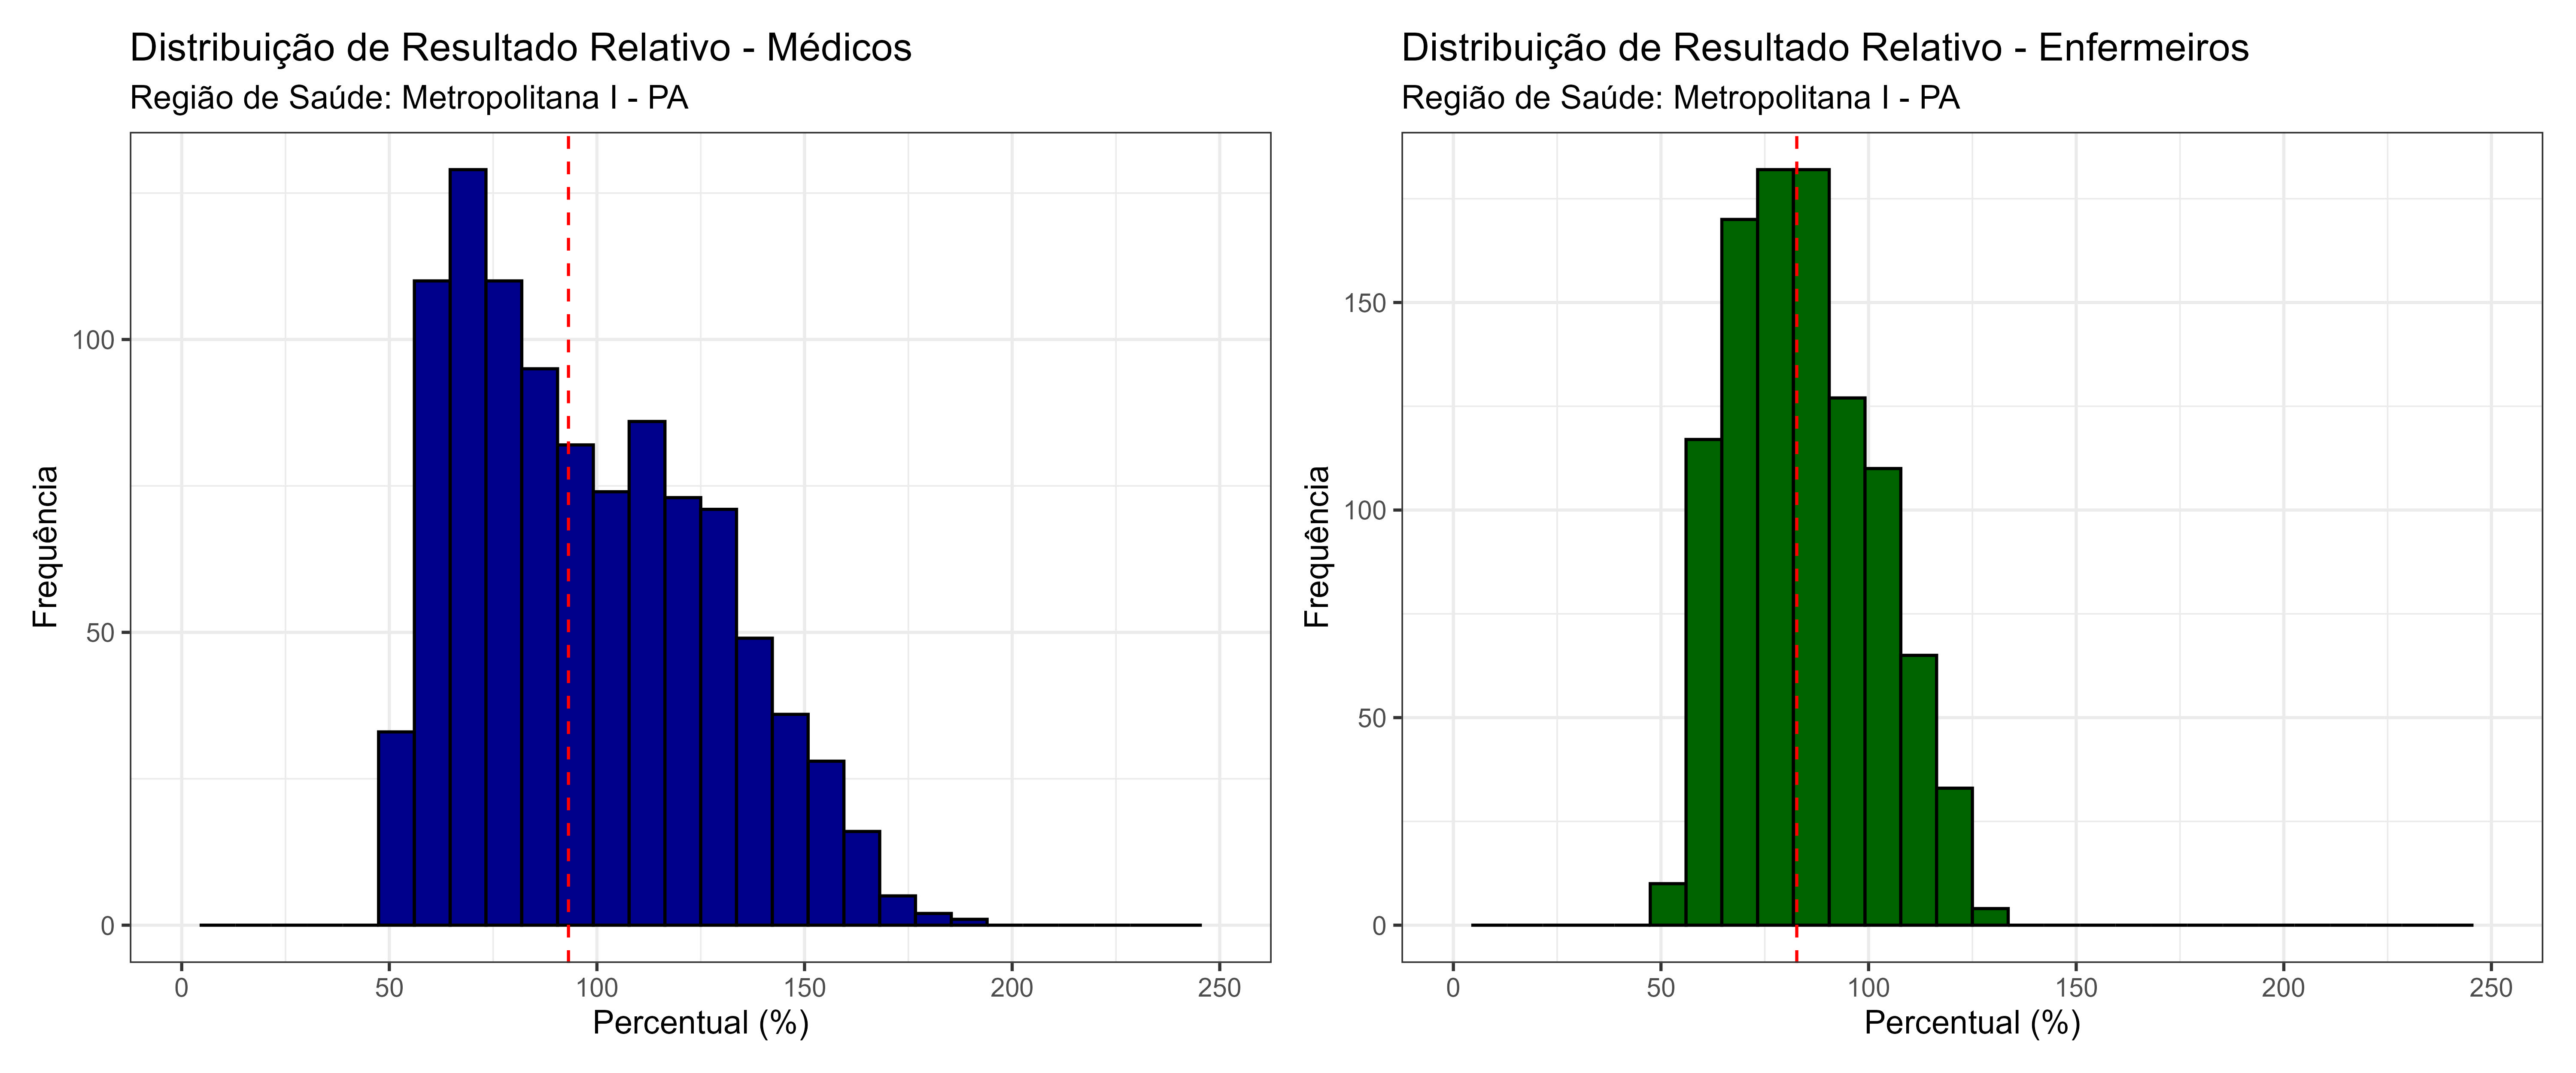 Distribuição de Resultado Relativo - Médicos
Região de Saúde: Metropolitana I - PA
Frequência
100
50
0
0 50 100 150 200 250
Percentual (%)
Distribuição de Resultado Relativo - Enfermeiros
Região de Saúde: Metropolitana I - PA
Frequência
150
100
50
0
0 50 100 150 200 250
Percentual (%)